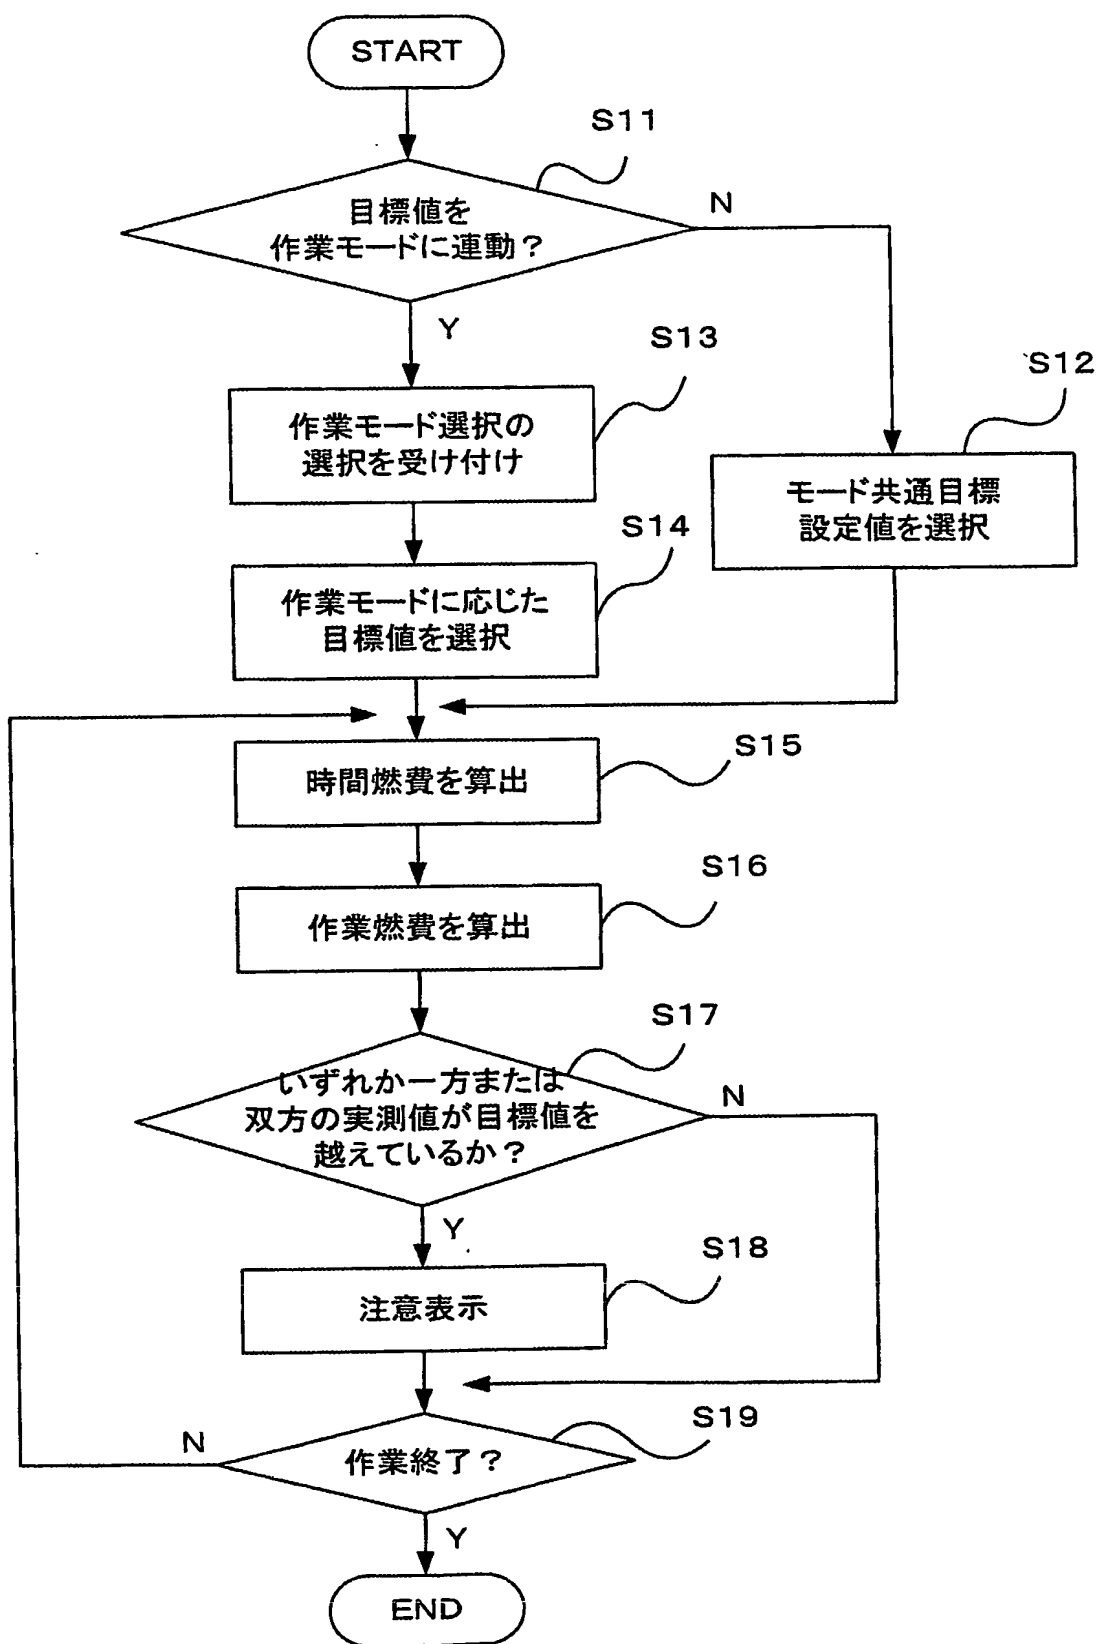 START
S11
目標値を
作業モードに連動？
N
Y
S13
作業モード選択の
選択を受け付け
S12
モード共通目標
設定値を選択
S14
作業モードに応じた
目標値を選択
S15
時間燃費を算出
S16
作業燃費を算出
S17
いずれか一方または
双方の実測値が目標値を
越えているか？
N
Y
S18
注意表示
S19
作業終了？
N
Y
END